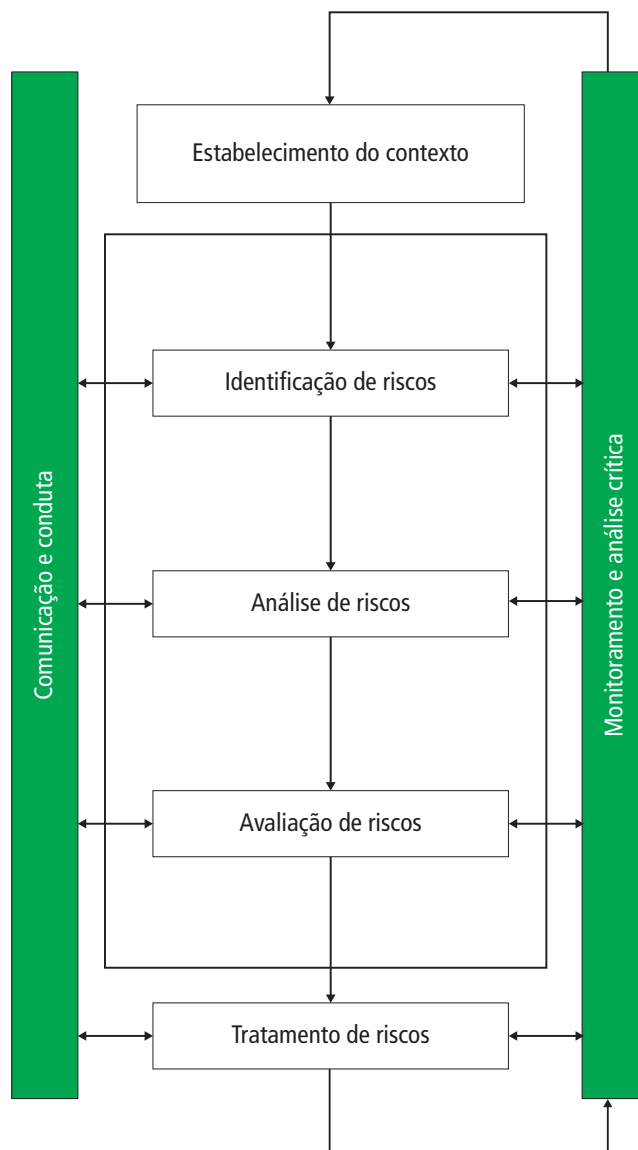 Estabelecimento do contexto
Identificação de riscos
Análise de riscos
Avaliação de riscos
Tratamento de riscos
Comunicação e conduta
Monitoramento e análise crítica